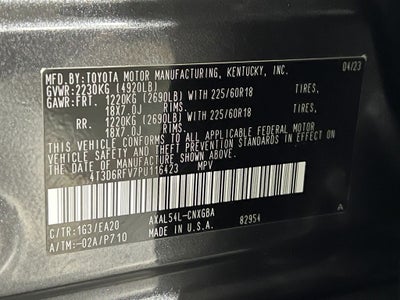 MFD.BY:TOYOTA MOTOR MANUFACTURING, KENTUCKY, INC. 04/23
GVWR:2230KG (4920LB)
GAWR:FRT. 1220KG (2690LB) WITH 225/60R18 TIRES,
18X7.0J RIMS.
RR. 1220KG (2690LB) WITH 225/60R18 TIRES,
18X7.0J RIMS.
THIS VEHICLE CONFORMS TO ALL APPLICABLE FEDERAL MOTOR
VEHICLE SAFETY AND THEFT PREVENTION STANDARDS IN
EFFECT ON THE DATE OF MANUFACTURE SHOWN ABOVE.
4T3D6RFV7PU116423 MPV
C/TR:1G3/EA20 AXAL54L-CNXGBA A
A/TM:-02A/P710 MADE IN U.S.A. 82954